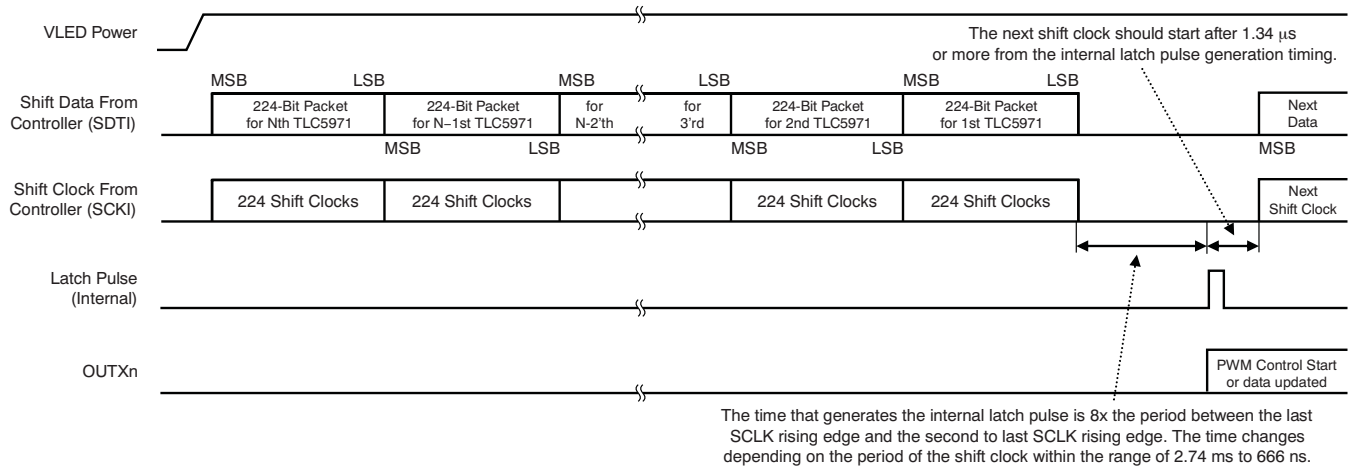 VLED Power
The next shift clock should start after 1.34 μs
or more from the internal latch pulse generation timing.
MSB LSB MSB LSB MSB LSB
Shift Data From
Controller (SDTI)
224-Bit Packet
for Nth TLC5971
224-Bit Packet
for N–1st TLC5971
for
N-2'th
for
3'rd
224-Bit Packet
for 2nd TLC5971
224-Bit Packet
for 1st TLC5971
Next
Data
MSB LSB MSB LSB MSB
Shift Clock From
Controller (SCKI)
224 Shift Clocks
224 Shift Clocks
224 Shift Clocks
224 Shift Clocks
Next
Shift Clock
Latch Pulse
(Internal)
OUTXn
PWM Control Start
or data updated
The time that generates the internal latch pulse is 8x the period between the last
SCLK rising edge and the second to last SCLK rising edge. The time changes
depending on the period of the shift clock within the range of 2.74 ms to 666 ns.